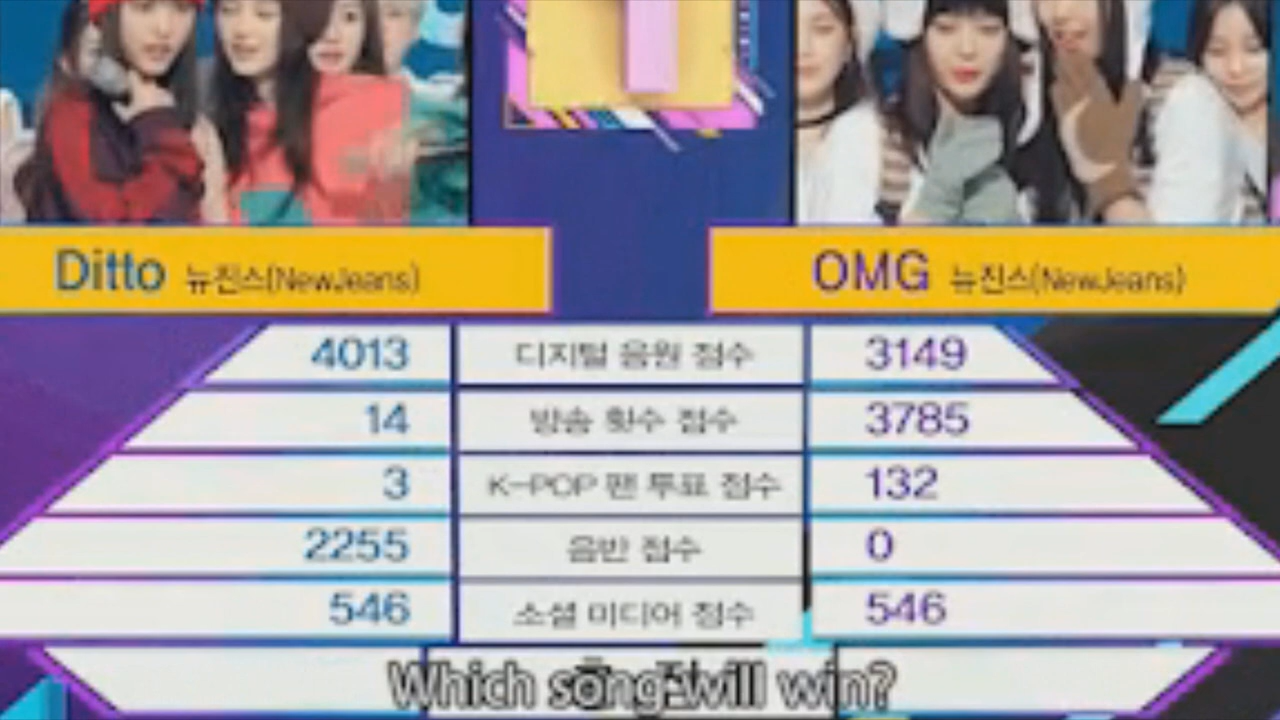 Ditto 뉴진스(NewJeans)
OMG 뉴진스(NewJeans)
4013 디지털 음원 점수 3149
14 방송 횟수 점수 3785
3 K-POP 팬 투표 점수 132
2255 음반 점수 0
546 소셜 미디어 점수 546
Which song will win?